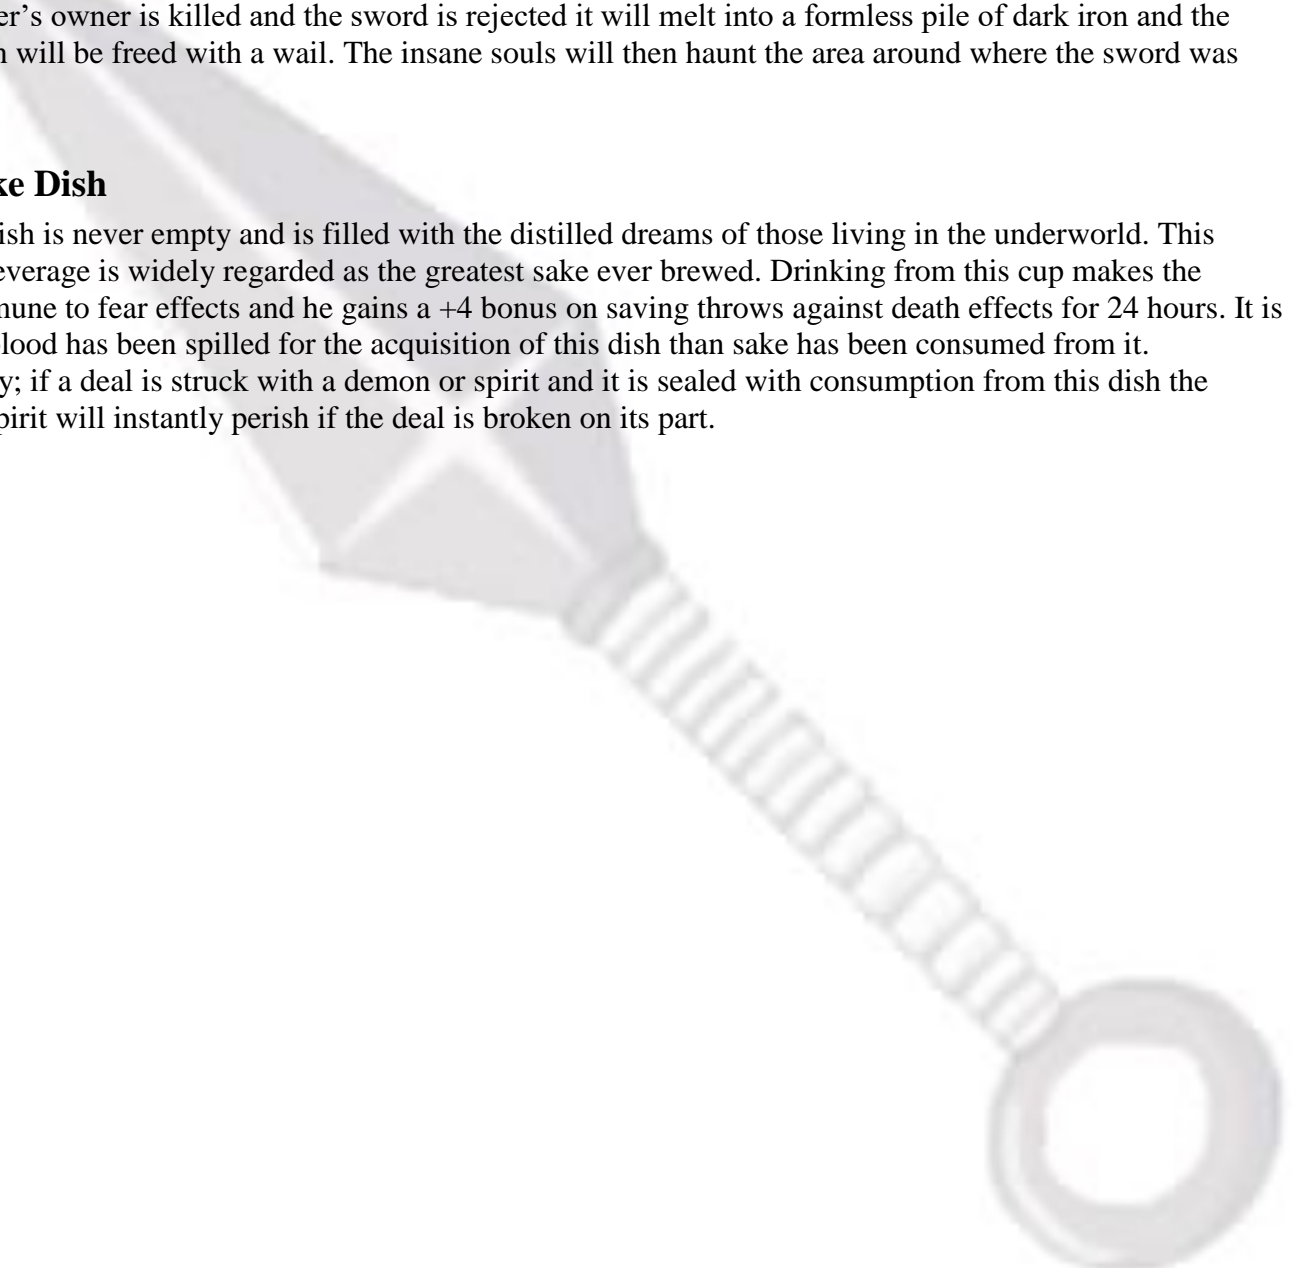 er’s owner is killed and the sword is rejected it will melt into a formless pile of dark iron and the
will be freed with a wail. The insane souls will then haunt the area around where the sword was
ke Dish
ish is never empty and is filled with the distilled dreams of those living in the underworld. This
everage is widely regarded as the greatest sake ever brewed. Drinking from this cup makes the
mune to fear effects and he gains a +4 bonus on saving throws against death effects for 24 hours. It is
blood has been spilled for the acquisition of this dish than sake has been consumed from it.
y; if a deal is struck with a demon or spirit and it is sealed with consumption from this dish the
pirit will instantly perish if the deal is broken on its part.